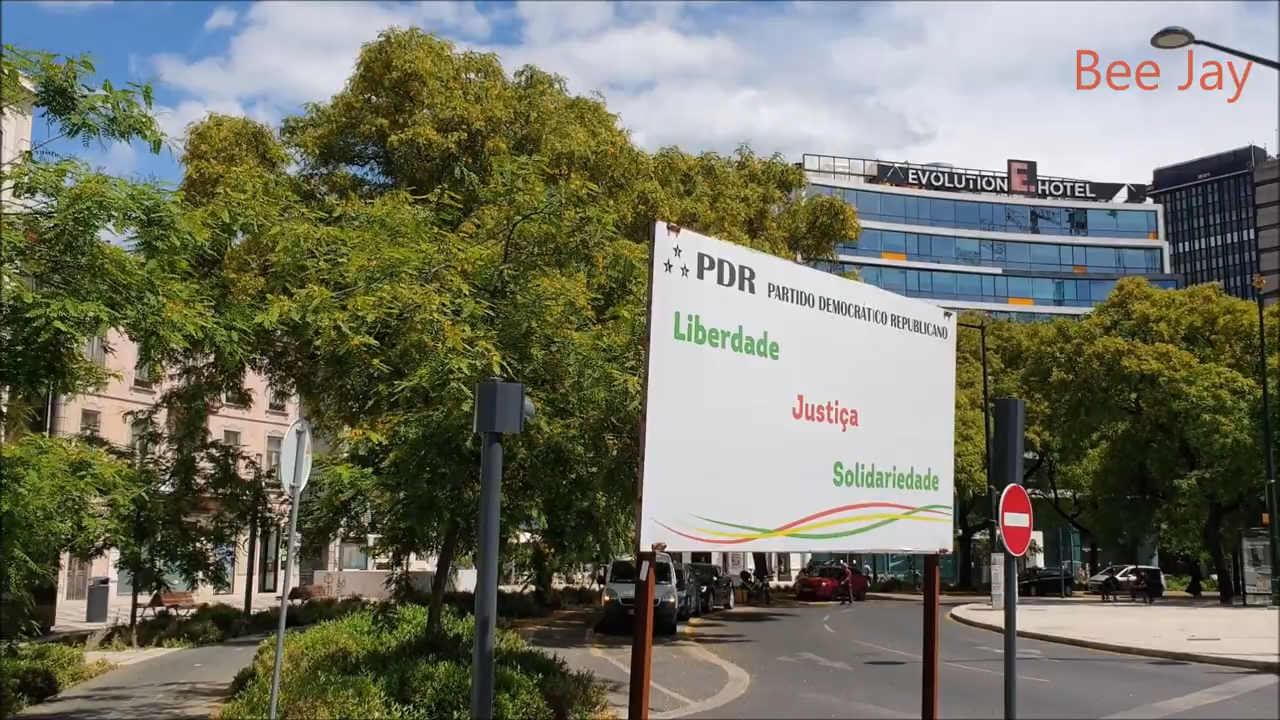 Bee Jay
EVOLUTION E. HOTEL
PDR PARTIDO DEMOCRÁTICO REPUBLICANO
Liberdade
Justiça
Solidariedade